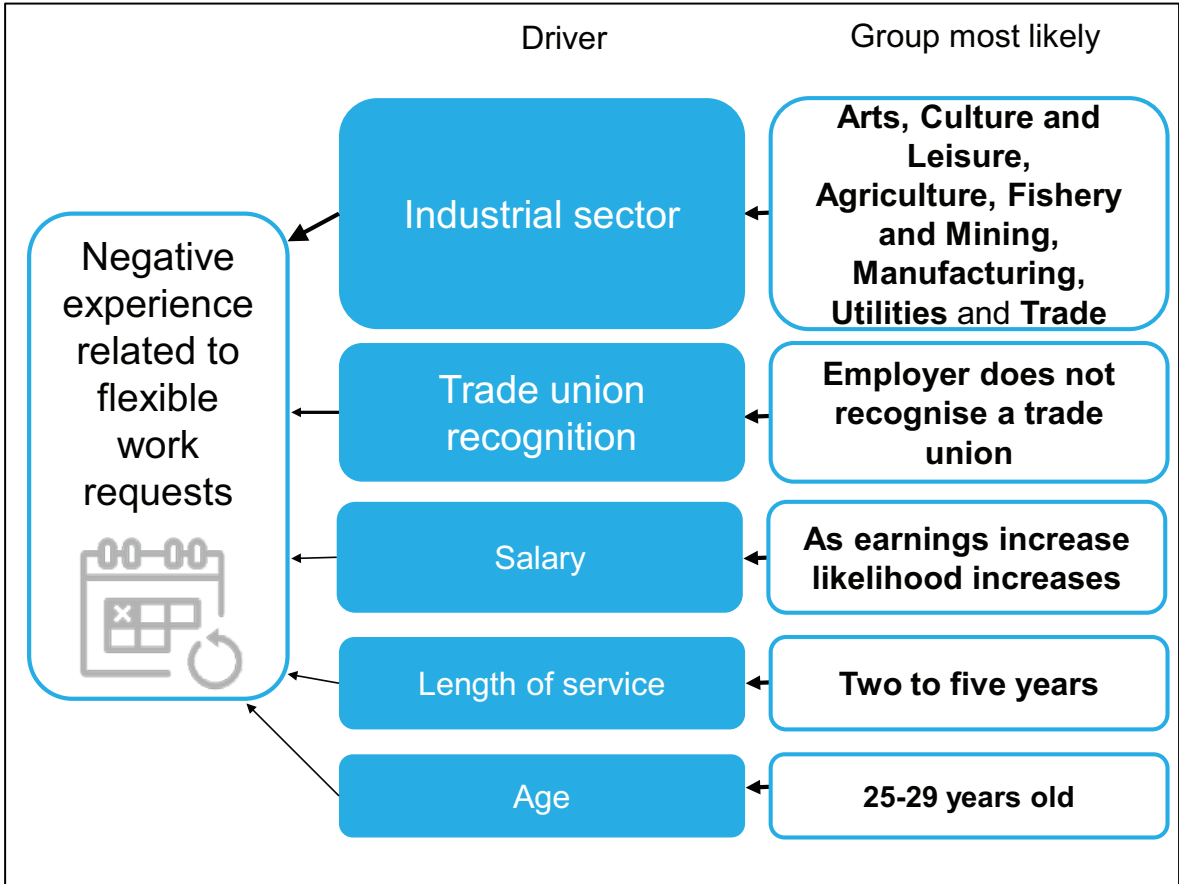 Driver
Group most likely
Negative
experience
related to
flexible
work
requests
Industrial sector
Arts, Culture and
Leisure,
Agriculture, Fishery
and Mining,
Manufacturing,
Utilities and Trade
Trade union
recognition
Employer does not
recognise a trade
union
Salary
As earnings increase
likelihood increases
Length of service
Two to five years
Age
25-29 years old